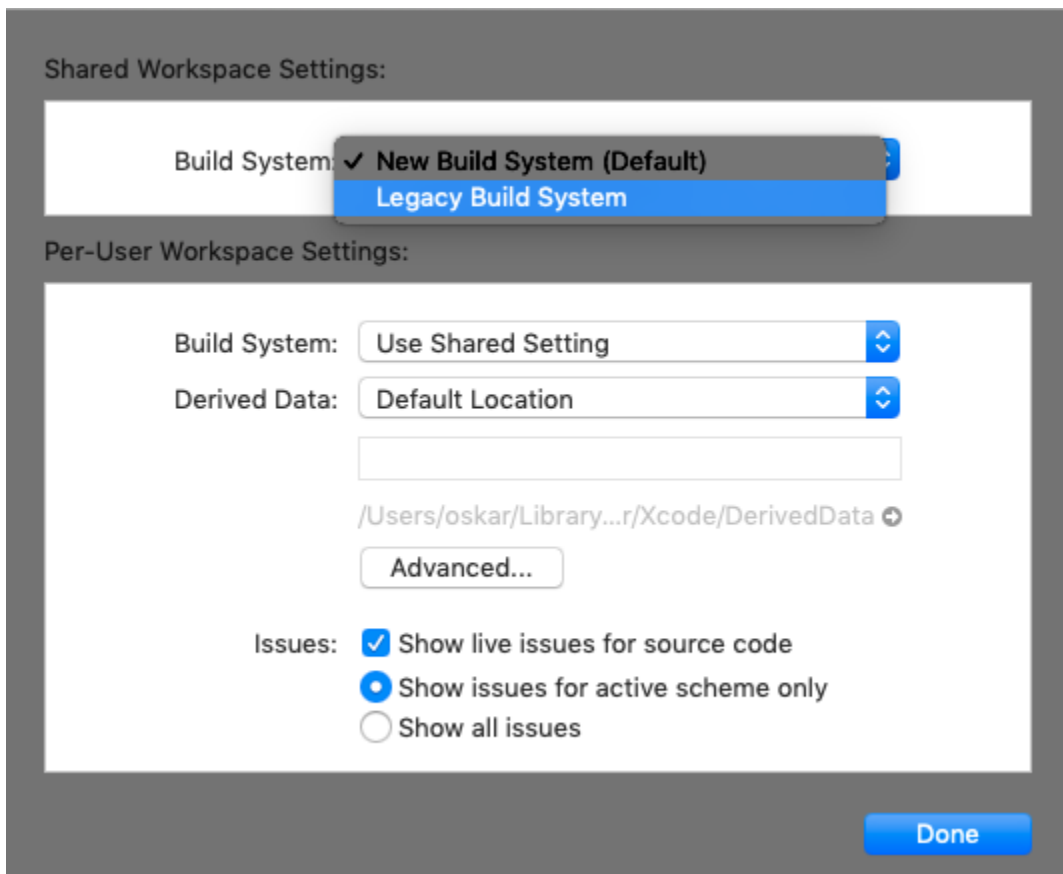 Shared Workspace Settings:
Build System: ✓ New Build System (Default)
Legacy Build System
Per-User Workspace Settings:
Build System: Use Shared Setting
Derived Data: Default Location
/Users/oskar/Library...r/Xcode/DerivedData
Advanced...
Issues: Show live issues for source code
Show issues for active scheme only
Show all issues
Done